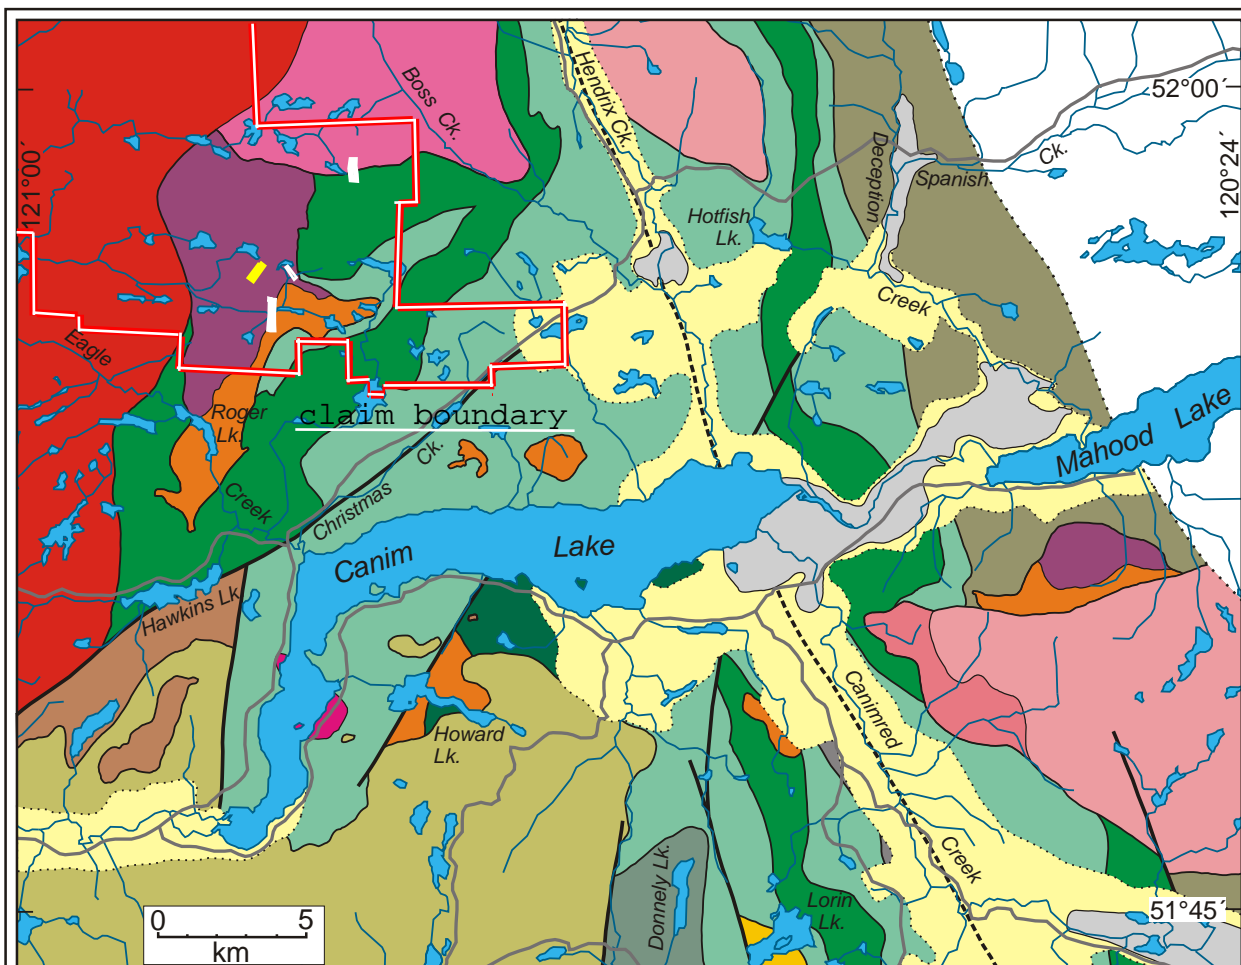 Hendrix Ck.
Boss
Ck.
52°00´
121°00´
120°24´
Deception
Spanish
Ck.
Hotfish
Lk.
Creek
Eagle
Roger
Lk.
claim boundary
Ck.
Christmas
Creek
Mahood Lake
Canim Lake
Hawkins Lk.
Howard
Lk.
Canimred
Creek
Donnely Lk.
Lorin
Lk.
51°45´
0 5
km